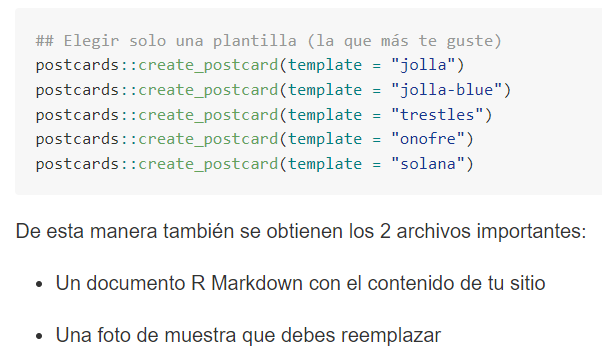 ## Elegir solo una plantilla (la que más te guste)
postcards::create_postcard(template = "jolla")
postcards::create_postcard(template = "jolla-blue")
postcards::create_postcard(template = "trestles")
postcards::create_postcard(template = "onofre")
postcards::create_postcard(template = "solana")
De esta manera también se obtienen los 2 archivos importantes:
• Un documento R Markdown con el contenido de tu sitio
• Una foto de muestra que debes reemplazar